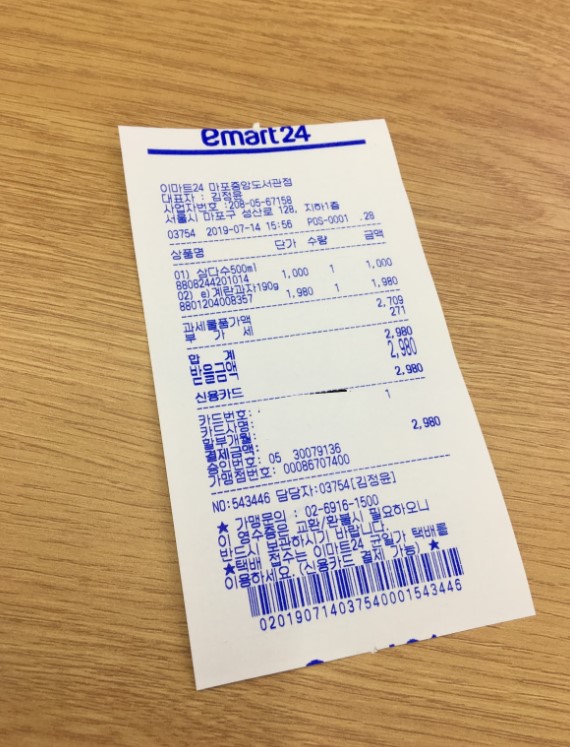 emart24
이마트24 마포중앙도서관점
대표자 : 김정윤
사업자번호 :208-05-67158
서울시 마포구 성산로 128, 지하1층
03754 2019-07-14 15:56 POS-0001 .28
상품명 단가 수량 금액
01) 삼다수500ml
8808244201014 1,000 1 1,000
02) e)계란과자190g
8801204008357 1,980 1 1,980
과세물품가액 2,709
부 가 세 271
합 계 2,980
받을금액 2,980
신용카드 2,980
카드번호: 1
카드사명:
할부개월:
결제금액: 2,980
승인번호: 05 30079136
가맹점번호: 00086707400
NO:543446 담당자:03754[김정윤]
★ 가맹문의 : 02-6916-1500
이 영수증은 교환/환불시 필요하오니
반드시 보관하시기 바랍니다.
★택배 접수는 이마트24 균일가 택배를
이용하세요. (신용카드 결제 가능) ★
020190714037540001543446